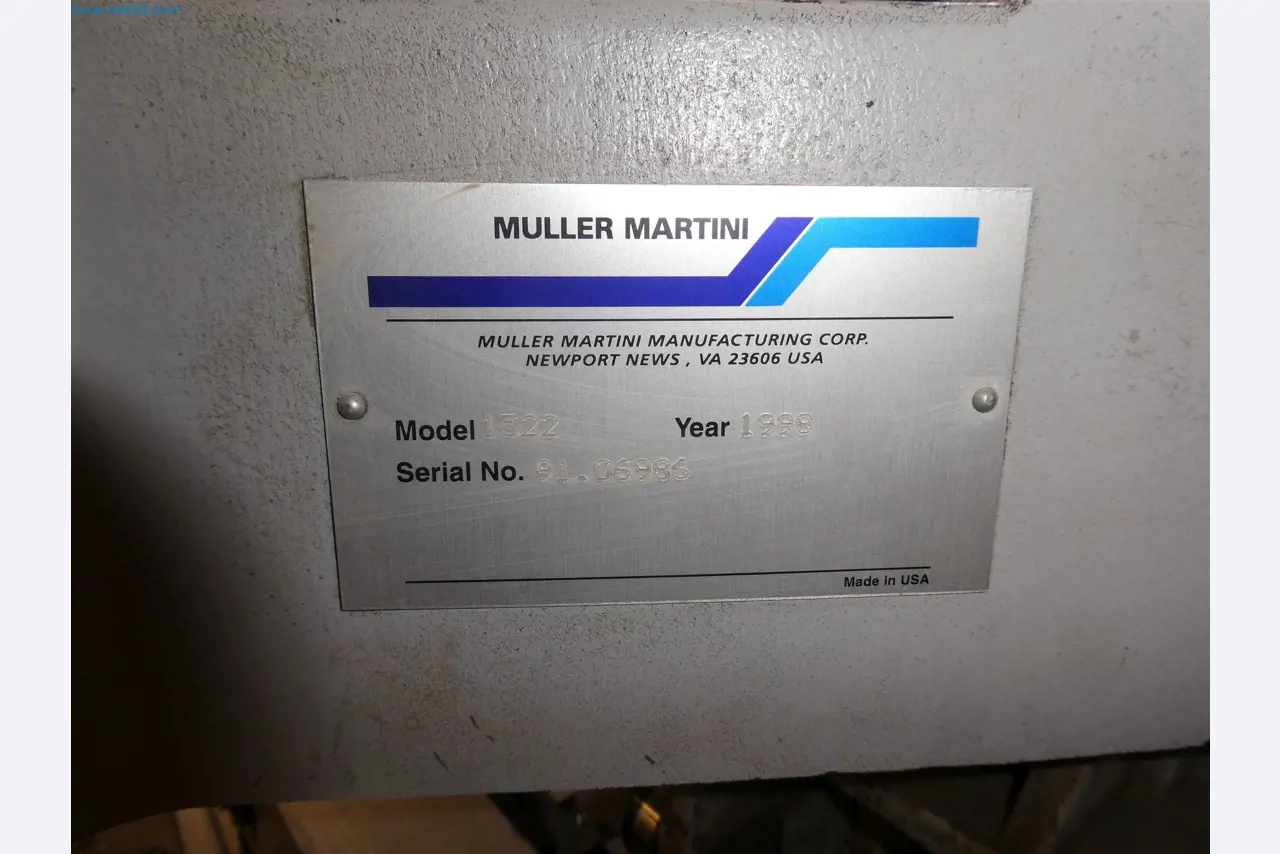 MULLER MARTINI
MULLER MARTINI MANUFACTURING CORP.
NEWPORT NEWS , VA 23606 USA
Model 1522 Year 1998
Serial No. 91.06986
Made in USA